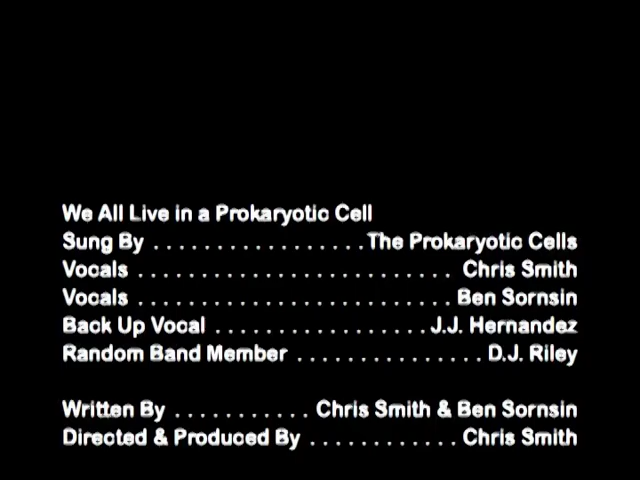 We All Live in a Prokaryotic Cell
Sung By . . . . . . . . . . . . . . . . . The Prokaryotic Cells
Vocals . . . . . . . . . . . . . . . . . . . . . . . . . Chris Smith
Vocals . . . . . . . . . . . . . . . . . . . . . . . . . Ben Sornsin
Back Up Vocal . . . . . . . . . . . . . . . . . J.J. Hernandez
Random Band Member . . . . . . . . . . . . . . . D.J. Riley
Written By . . . . . . . . . . . Chris Smith & Ben Sornsin
Directed & Produced By . . . . . . . . . . . . Chris Smith